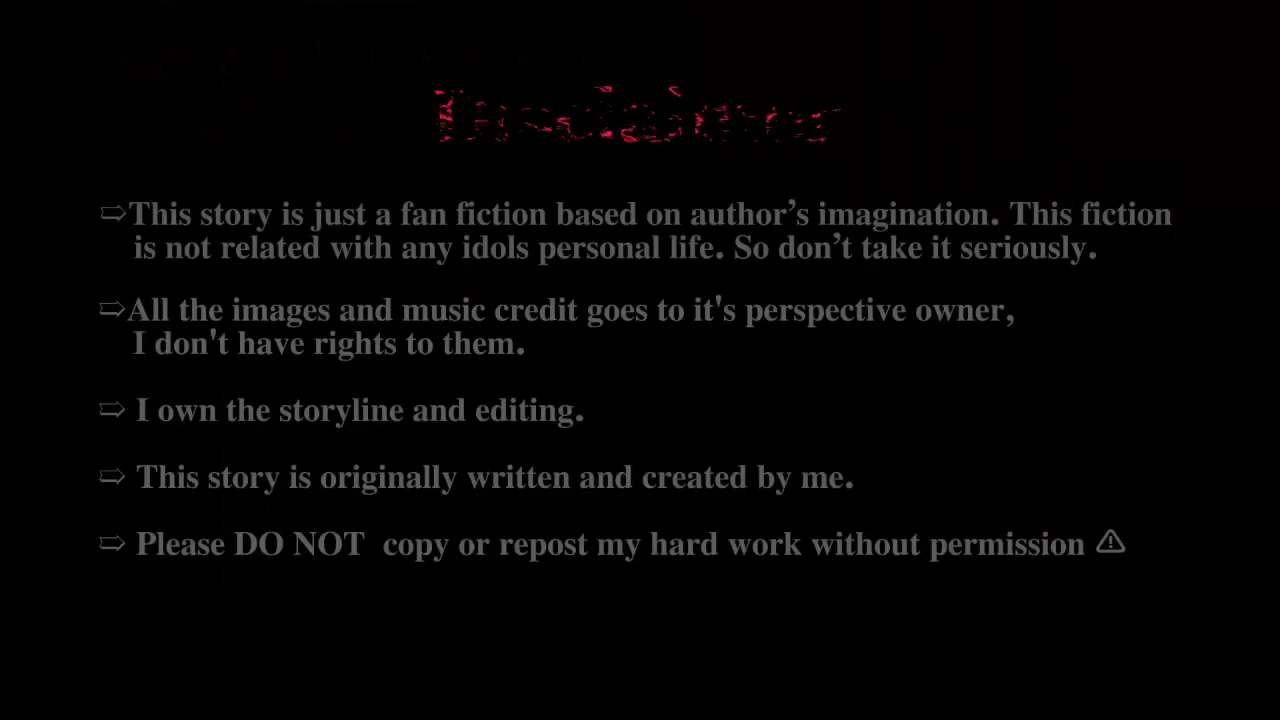 Disclaimer
⇨This story is just a fan fiction based on author’s imagination. This fiction
is not related with any idols personal life. So don’t take it seriously.
⇨All the images and music credit goes to it's perspective owner,
I don't have rights to them.
⇨ I own the storyline and editing.
⇨ This story is originally written and created by me.
⇨ Please DO NOT copy or repost my hard work without permission ⚠